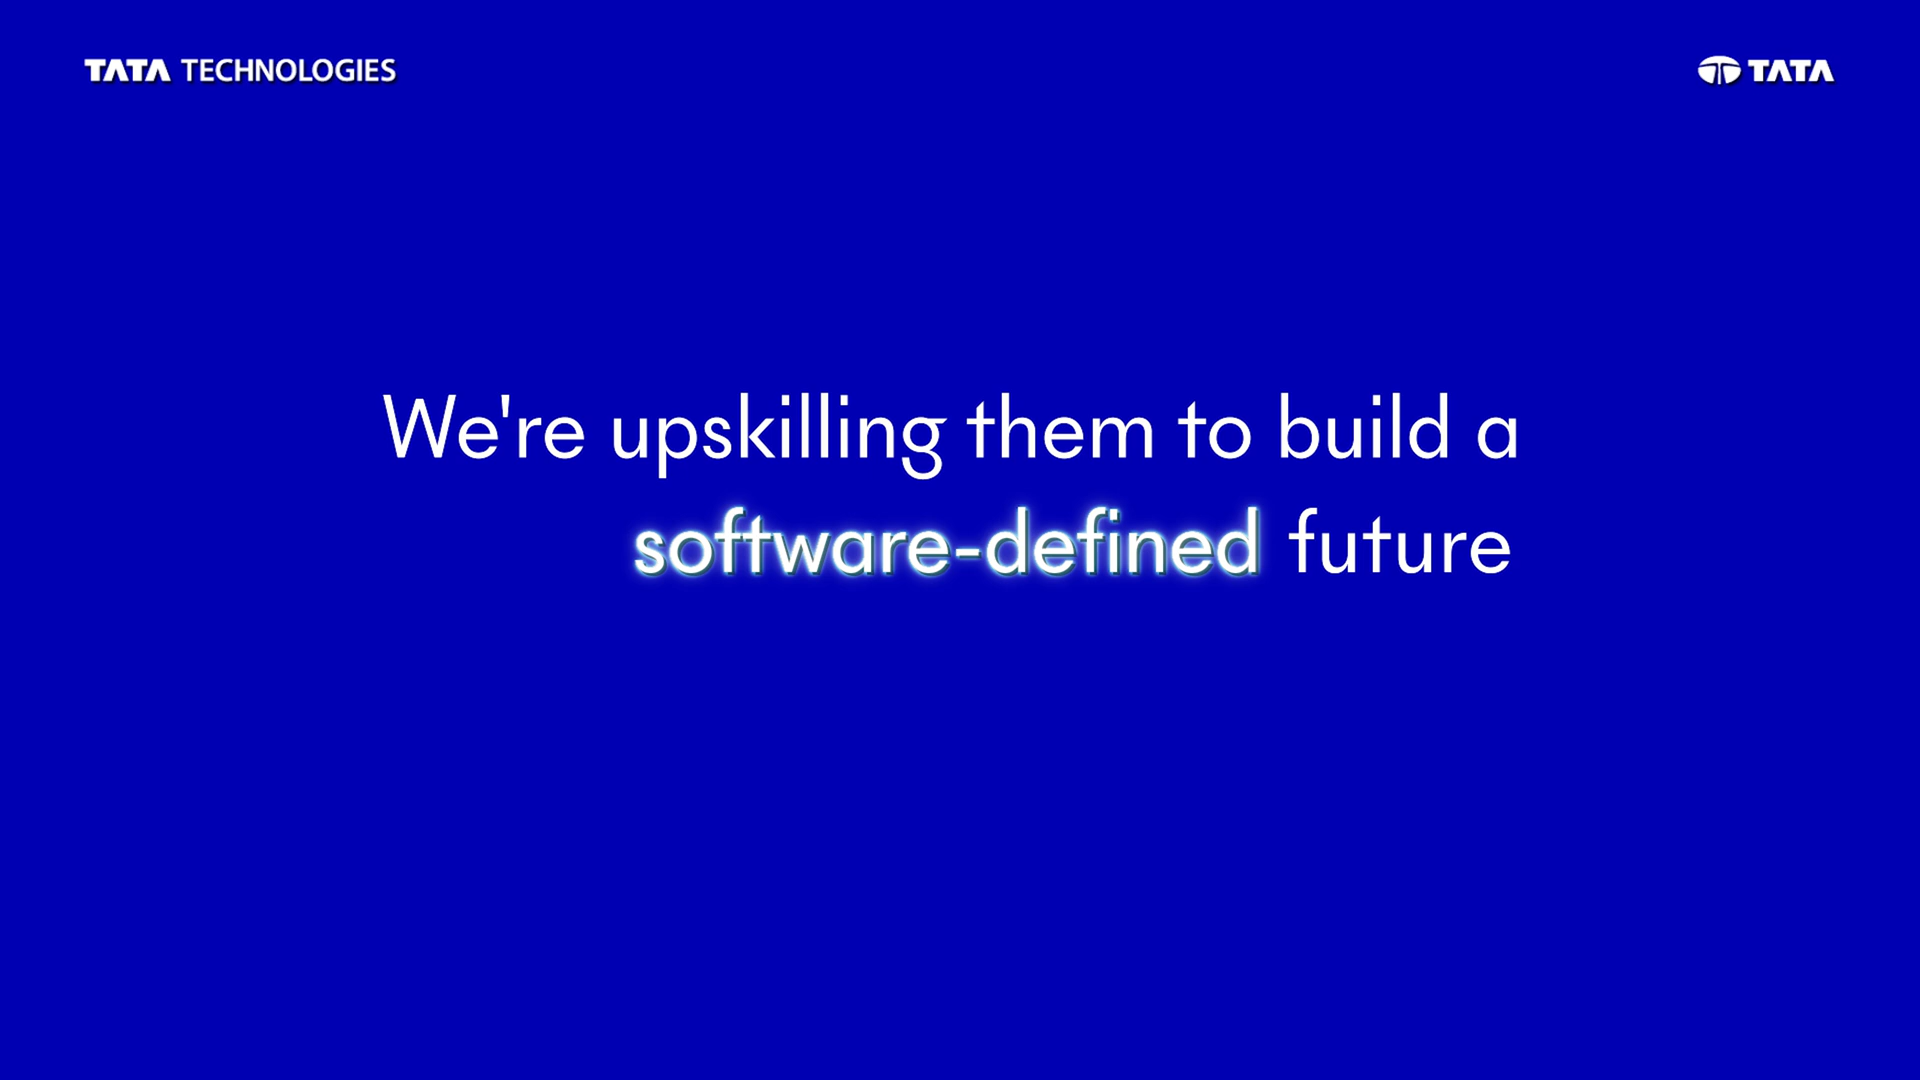 TATA TECHNOLOGIES
TATA
We're upskilling them to build a
software-defined future